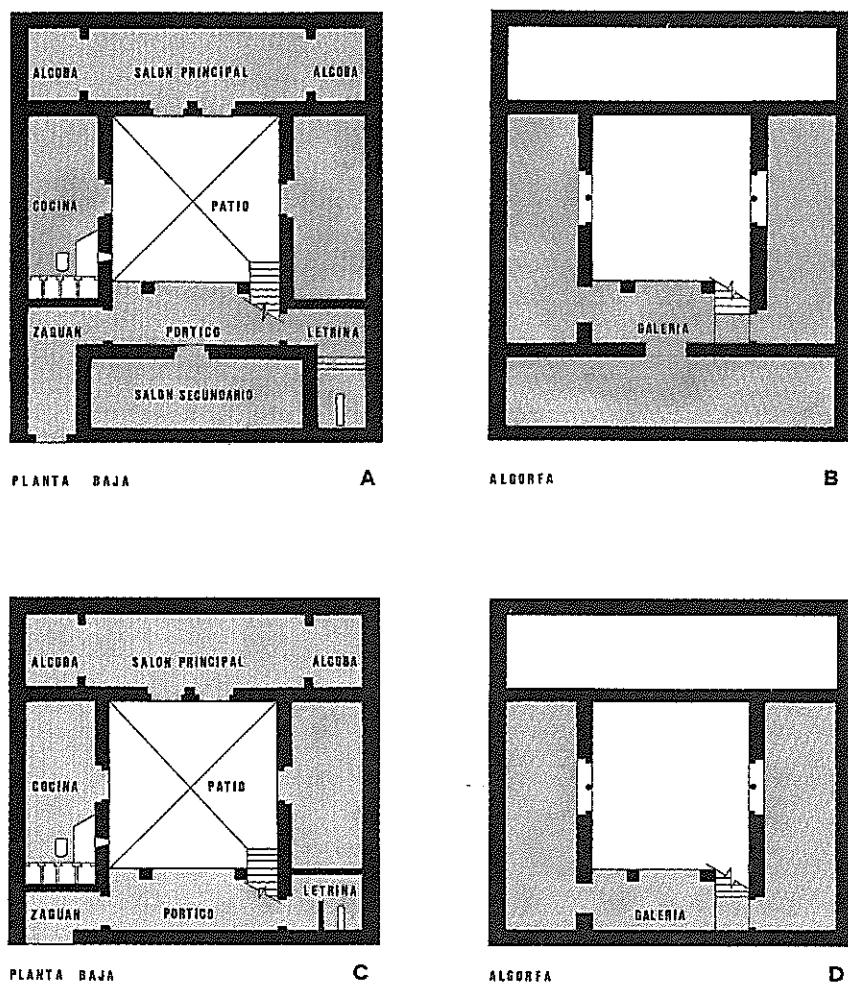 ALCOBA SALON PRINCIPAL ALCOBA
COCINA PATIO
ZAGUAN PORTICO LETRINA
SALON SECUNDARIO
PLANTA BAJA A
GALERIA
ALGORFA B
ALCOBA SALON PRINCIPAL ALCOBA
COCINA PATIO
LETRINA
ZAGUAN PORTICO
PLANTA BAJA C
GALERIA
ALGORFA D